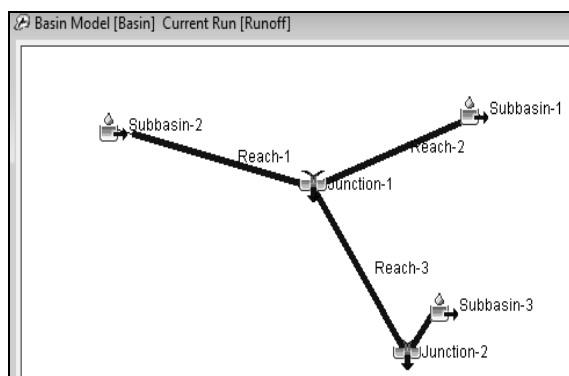 Basin Model [Basin] Current Run [Runoff]
Subbasin-1
Subbasin-2
Reach-2
Reach-1
Junction-1
Reach-3
Subbasin-3
Junction-2